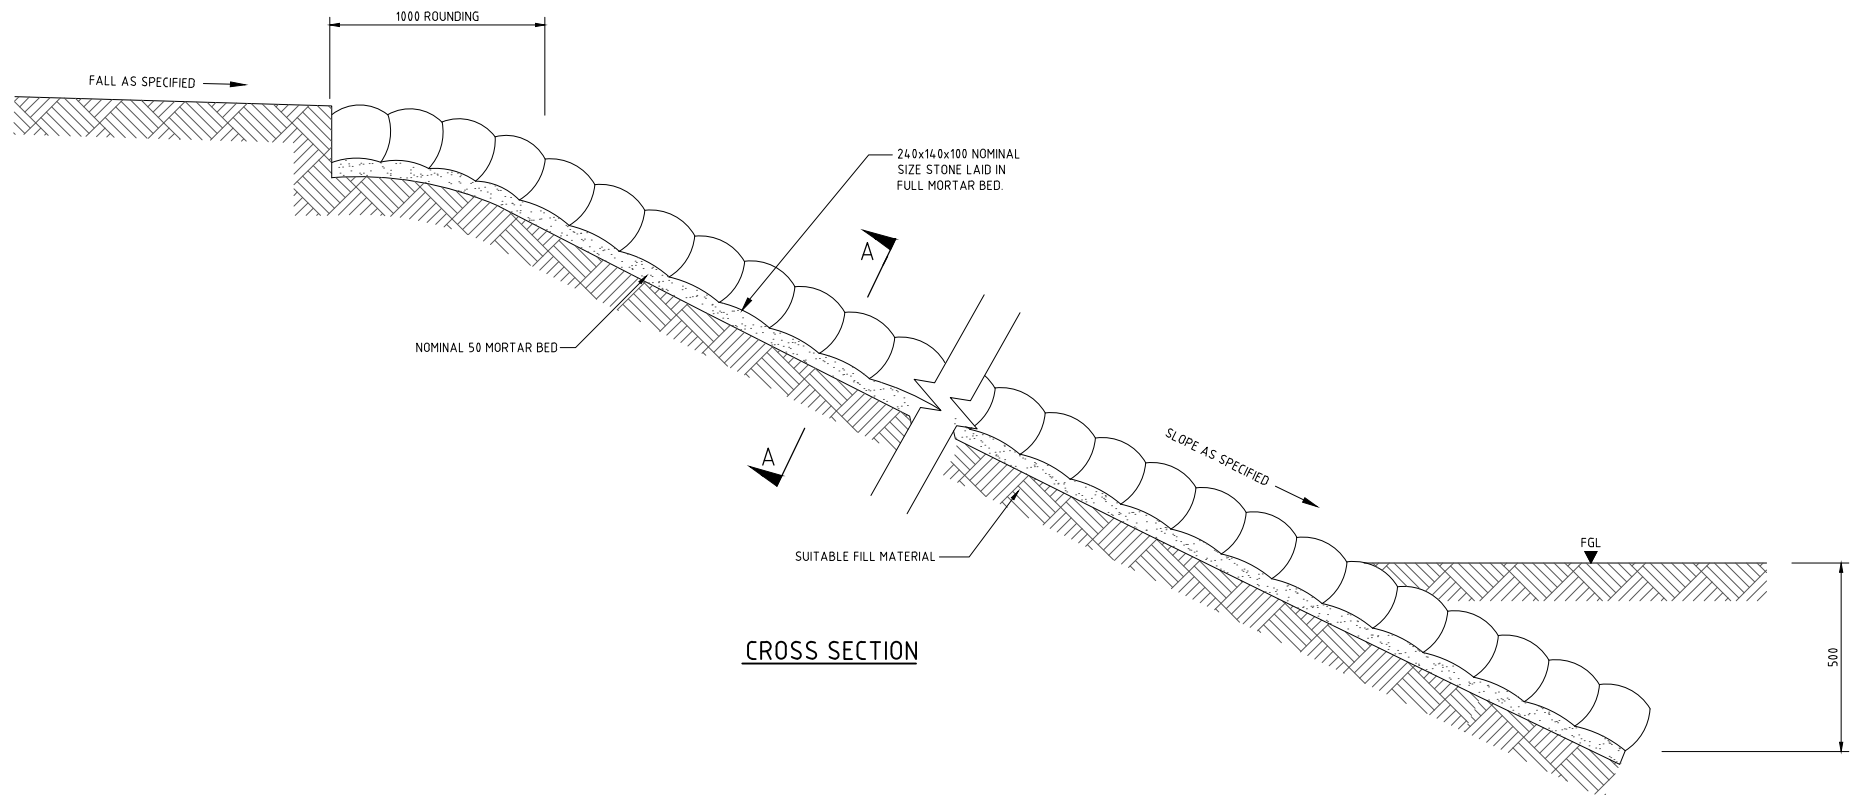 1000 ROUNDING
FALL AS SPECIFIED
240x140x100 NOMINAL
SIZE STONE LAID IN
FULL MORTAR BED.
A
NOMINAL 50 MORTAR BED
A
SLOPE AS SPECIFIED
SUITABLE FILL MATERIAL
FGL
500
CROSS SECTION